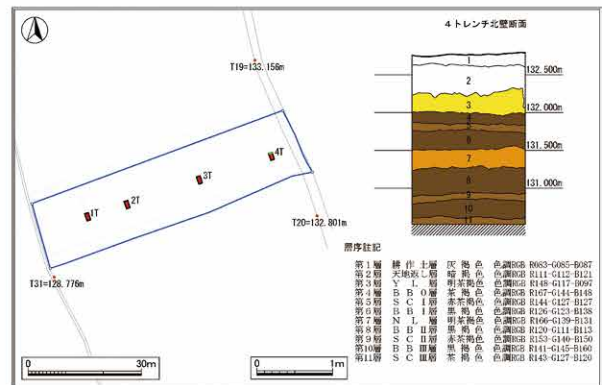 4トレンチ北壁断面
T19=133.156m
1
2
132.500m
3
132.000m
4
5
6
131.500m
7
8
131.000m
9
10
11
4T
3T
2T
1T
T20=132.801m
T31=128.776m
層序註記
第1層 耕作土層 灰褐色 色調RGB R083-G085-B087
第2層 天地返し層 暗褐色 色調RGB R111-G112-B121
第3層 YL層 明茶褐色 色調RGB R148-G117-B097
第4層 BB0層 茶褐色 色調RGB R167-G144-B148
第5層 SCⅠ層 赤茶褐色 色調RGB R144-G127-B127
第6層 BBⅠ層 黒褐色 色調RGB R126-G123-B138
第7層 NL層 明茶褐色 色調RGB R166-G139-B131
第8層 BBⅡ層 黒褐色 色調RGB R120-G111-B113
第9層 SCⅡ層 赤茶褐色 色調RGB R153-G140-B150
第10層 BBⅢ層 黒褐色 色調RGB R141-G145-B160
第11層 SCⅢ層 茶褐色 色調RGB R143-G127-B120
0 30m
0 1m